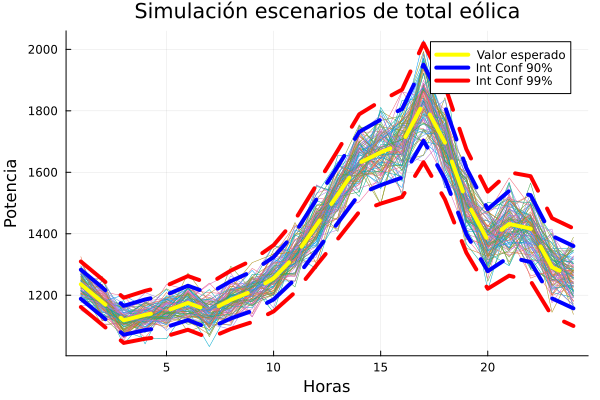 Simulación escenarios de total eólica
Potencia
2000
1800
1600
1400
1200
Valor esperado
Int Conf 90%
Int Conf 99%
5 10 15 20
Horas